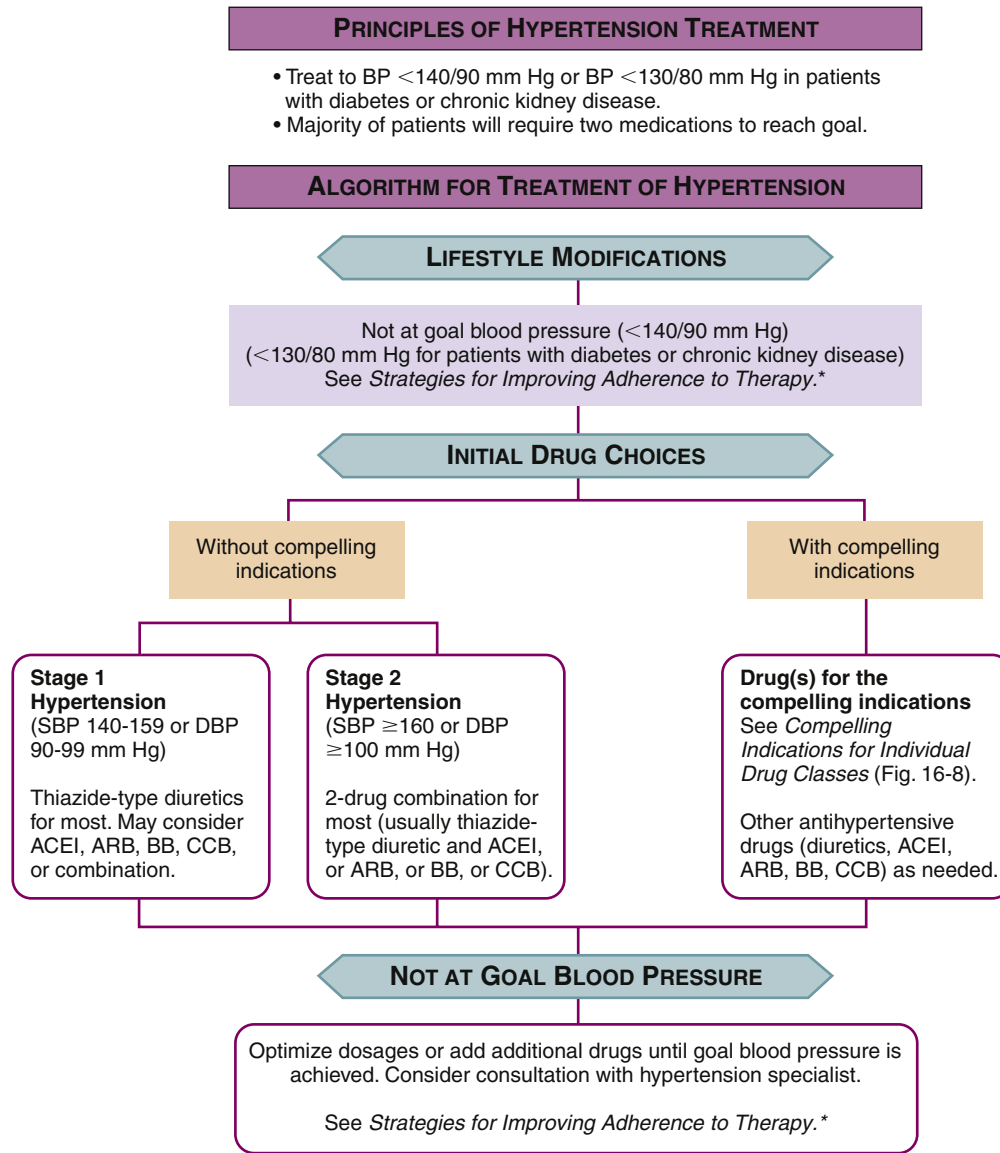 PRINCIPLES OF HYPERTENSION TREATMENT
• Treat to BP <140/90 mm Hg or BP <130/80 mm Hg in patients
with diabetes or chronic kidney disease.
• Majority of patients will require two medications to reach goal.
ALGORITHM FOR TREATMENT OF HYPERTENSION
LIFESTYLE MODIFICATIONS
Not at goal blood pressure (<140/90 mm Hg)
(<130/80 mm Hg for patients with diabetes or chronic kidney disease)
See Strategies for Improving Adherence to Therapy.*
INITIAL DRUG CHOICES
Without compelling
indications
With compelling
indications
Stage 1
Hypertension
(SBP 140-159 or DBP
90-99 mm Hg)
Thiazide-type diuretics
for most. May consider
ACEI, ARB, BB, CCB,
or combination.
Stage 2
Hypertension
(SBP ≥160 or DBP
≥100 mm Hg)
2-drug combination for
most (usually thiazide-
type diuretic and ACEI,
or ARB, or BB, or CCB).
Drug(s) for the
compelling indications
See Compelling
Indications for Individual
Drug Classes (Fig. 16-8).
Other antihypertensive
drugs (diuretics, ACEI,
ARB, BB, CCB) as needed.
NOT AT GOAL BLOOD PRESSURE
Optimize dosages or add additional drugs until goal blood pressure is
achieved. Consider consultation with hypertension specialist.
See Strategies for Improving Adherence to Therapy.*